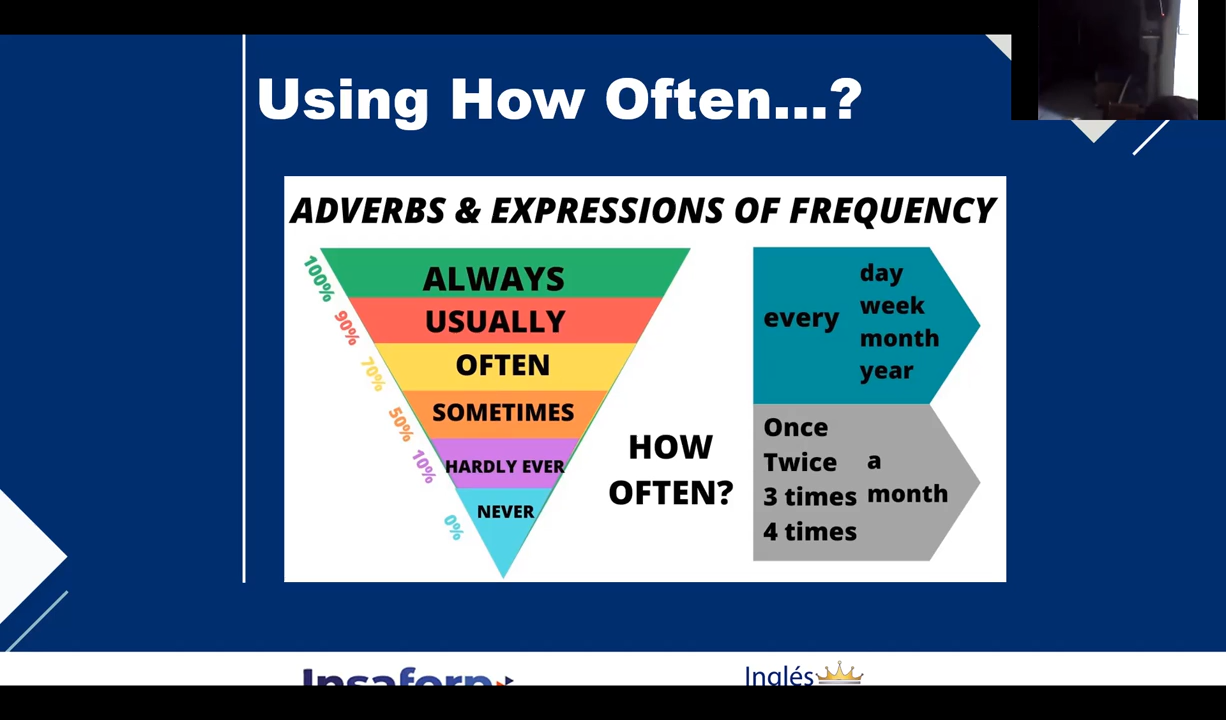 Using How Often...?
ADVERBS & EXPRESSIONS OF FREQUENCY
100%
ALWAYS
90%
USUALLY
70%
OFTEN
50%
SOMETIMES
10%
HARDLY EVER
0%
NEVER
HOW
OFTEN?
every
day
week
month
year
Once
Twice
3 times
4 times
a
month
Insaforp
Inglés